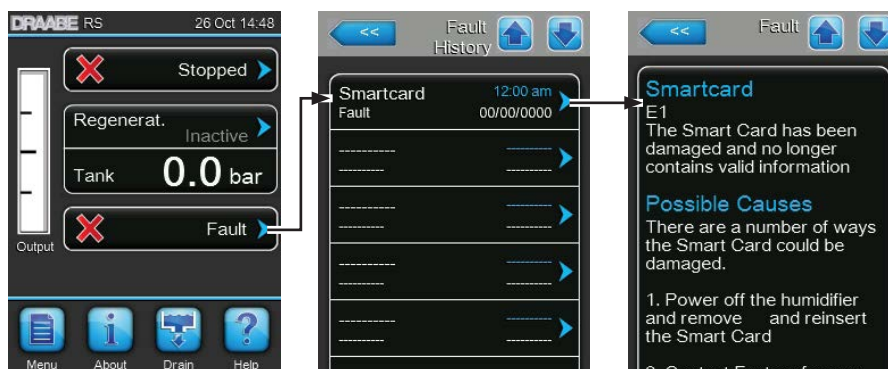 DRAABE RS 26 Oct 14:48
Stopped
Regenerat.
Inactive
Tank 0.0 bar
Fault
Output
Menu About Drain Help
<< Fault
History
Smartcard 12:00 am
Fault 00/00/0000
---------- ----------
---------- ----------
---------- ----------
---------- ----------
---------- ----------
---------- ----------
---------- ----------
---------- ----------
<< Fault
Smartcard
E1
The Smart Card has been
damaged and no longer
contains valid information
Possible Causes
There are a number of ways
the Smart Card could be
damaged.
1. Power off the humidifier
and remove and reinsert
the Smart Card